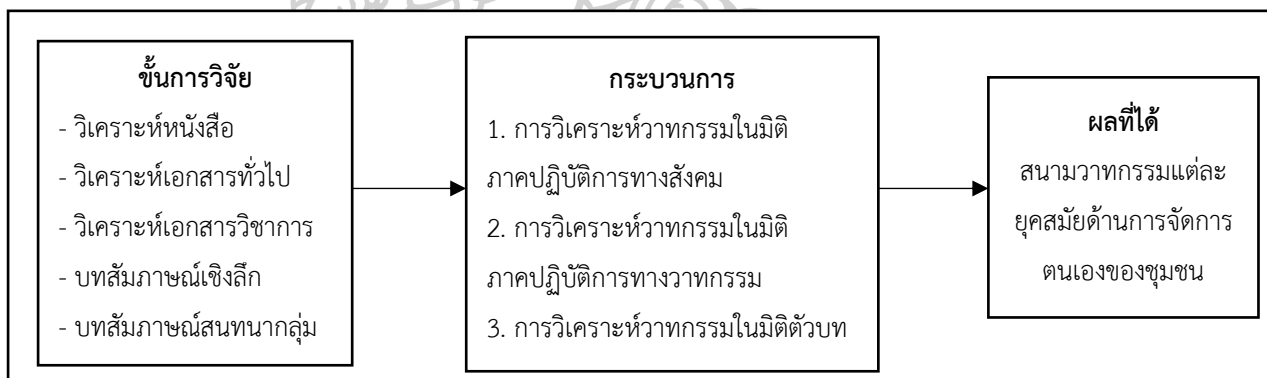 ขั้นการวิจัย
- วิเคราะห์หนังสือ
- วิเคราะห์เอกสารทั่วไป
- วิเคราะห์เอกสารวิชาการ
- บทสัมภาษณ์เชิงลึก
- บทสัมภาษณ์สนทนากลุ่ม
กระบวนการ
1. การวิเคราะห์วาทกรรมในมิติ
ภาคปฏิบัติการทางสังคม
2. การวิเคราะห์วาทกรรมในมิติ
ภาคปฏิบัติการทางวาทกรรม
3. การวิเคราะห์วาทกรรมในมิติตัวบท
ผลที่ได้
สนามวาทกรรมแต่ละ
ยุคสมัยด้านการจัดการ
ตนเองของชุมชน